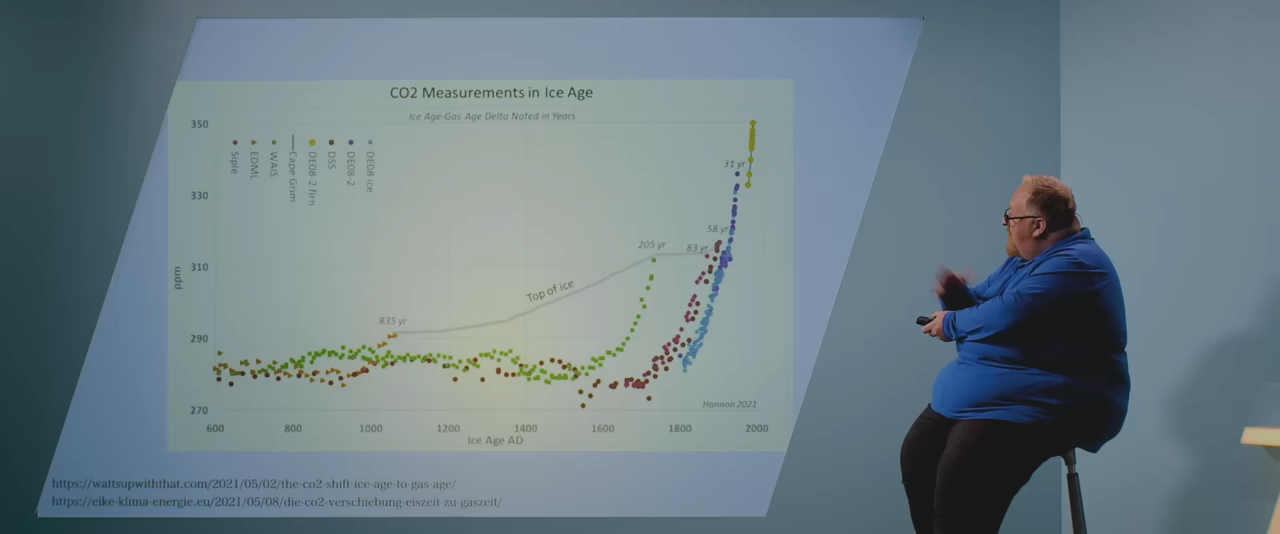 CO2 Measurements in Ice Age
Ice Age-Gas Age Delta Noted in Years
350
330
310
290
270
ppm
Siple
EDML
WAIS
Cape Grim
DE08-2 firn
DSS
DE08-2
DE08 ice
31 yr
58 yr
83 yr
205 yr
Top of ice
835 yr
Hannon 2021
600 800 1000 1200 1400 1600 1800 2000
Ice Age AD
https://wattsupwiththat.com/2021/05/02/the-co2-shift-ice-age-to-gas-age/
https://eike-klima-energie.eu/2021/05/08/die-co2-verschiebung-eiszeit-zu-gaszeit/